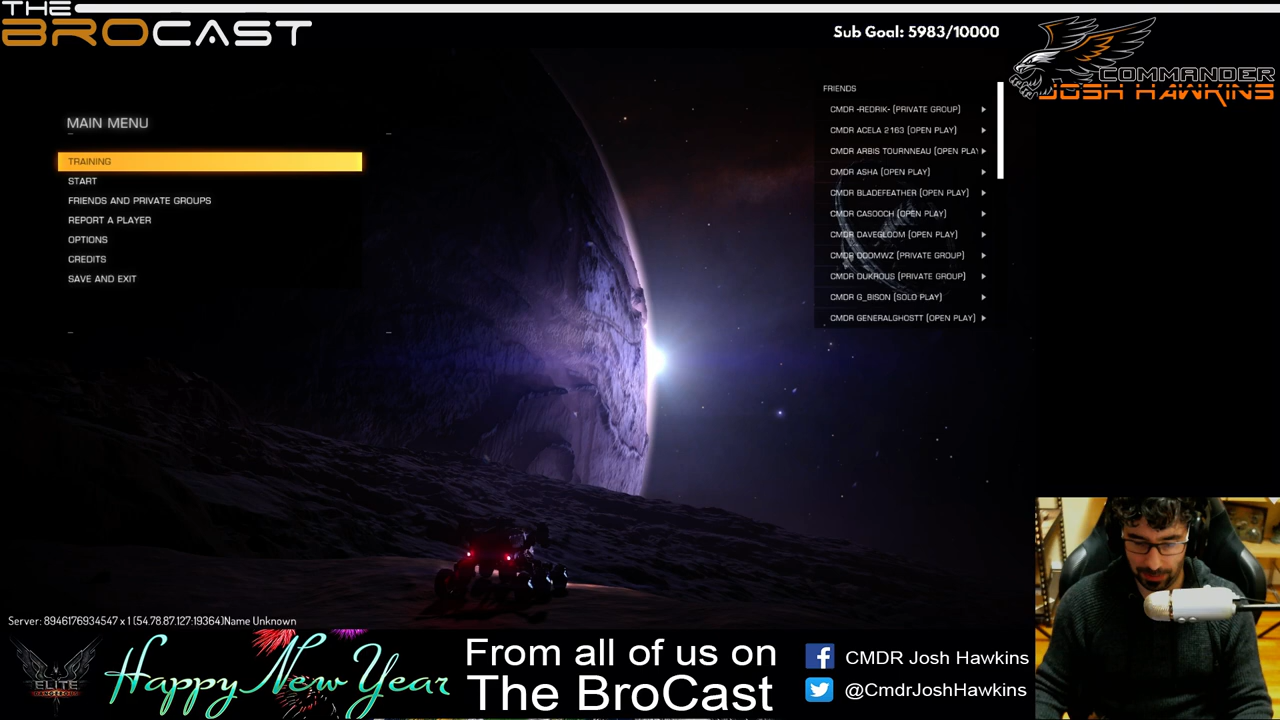 THE
BROCAST
Sub Goal: 5983/10000
COMMANDER
JOSH HAWKINS
MAIN MENU
TRAINING
START
FRIENDS AND PRIVATE GROUPS
REPORT A PLAYER
OPTIONS
CREDITS
SAVE AND EXIT
FRIENDS
CMDR -REDRIK- (PRIVATE GROUP)
CMDR ACELA 2163 (OPEN PLAY)
CMDR ARBIS TOURNNEAU (OPEN PLA
CMDR ASHA (OPEN PLAY)
CMDR BLADEFEATHER (OPEN PLAY)
CMDR CASOOCH (OPEN PLAY)
CMDR DAVEGLOOM (OPEN PLAY)
CMDR DOOMWZ (PRIVATE GROUP)
CMDR DUKROUS (PRIVATE GROUP)
CMDR G_BISON (SOLO PLAY)
CMDR GENERALGHOSTT (OPEN PLAY)
Server: 8946176934547 x 1 (54.78.87.127:19364)Name Unknown
ELITE
DANGEROUS
Happy New Year
From all of us on
The BroCast
CMDR Josh Hawkins
@CmdrJoshHawkins